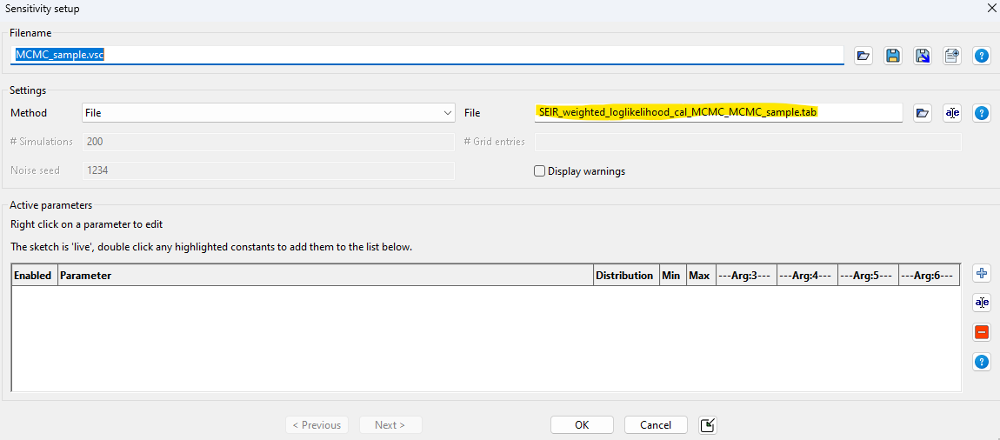 Sensitivity setup
Filename
MCMC_sample.vsc
Settings
Method File File SEIR_weighted_loglikelihood_cal_MCMC_MCMC_sample.tab
# Simulations 200 # Grid entries
Noise seed 1234 Display warnings
Active parameters
Right click on a parameter to edit
The sketch is 'live', double click any highlighted constants to add them to the list below.
Enabled Parameter Distribution Min Max ---Arg:3--- ---Arg:4--- ---Arg:5--- ---Arg:6---
< Previous Next > OK Cancel